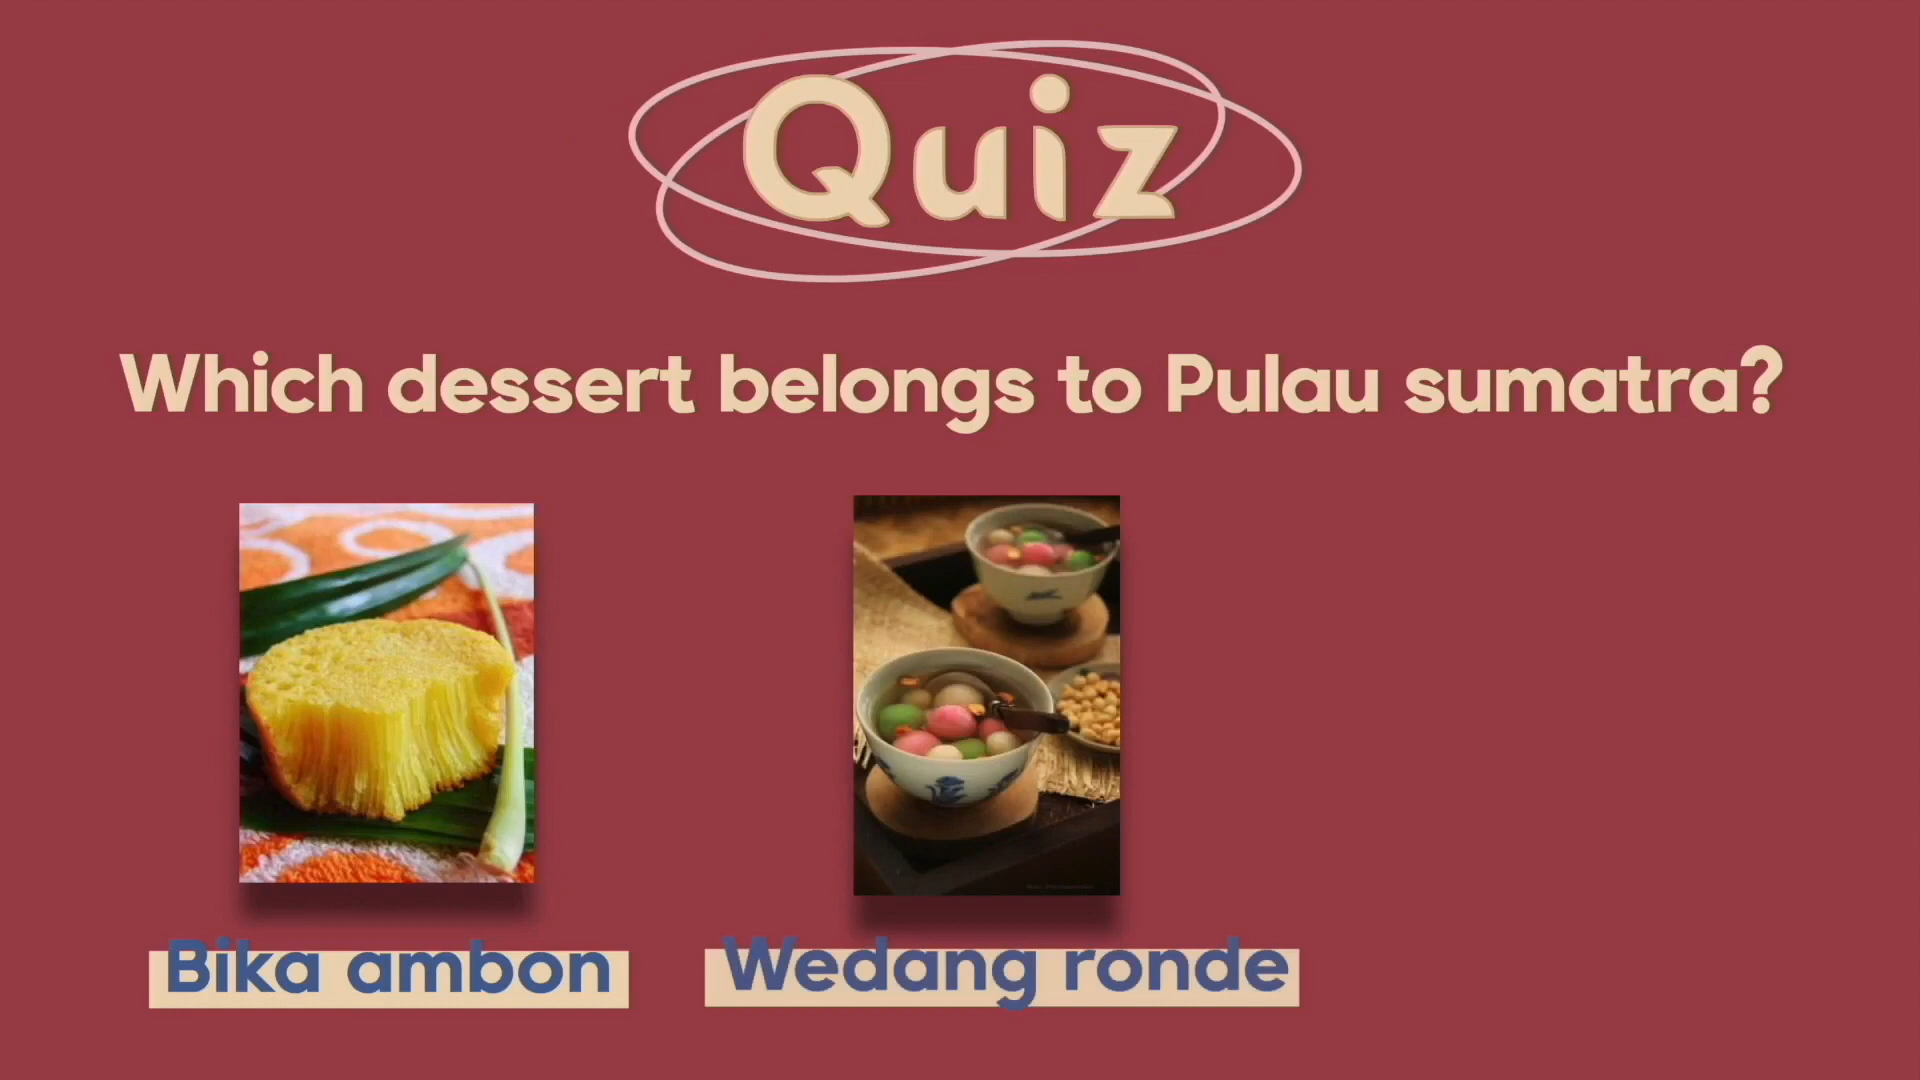 Quiz
Which dessert belongs to Pulau sumatra?
Bika ambon
Wedang ronde